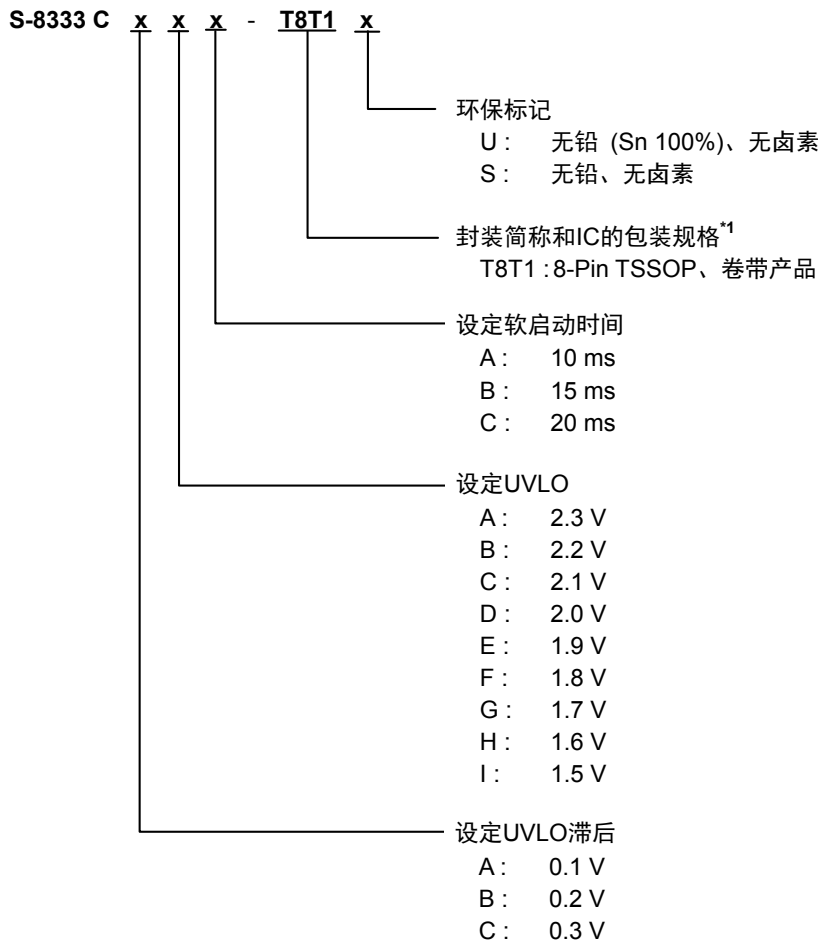 S-8333 C x x x - T8T1 x
环保标记
U : 无铅 (Sn 100%)、无卤素
S : 无铅、无卤素
封装简称和IC的包装规格*1
T8T1 : 8-Pin TSSOP、卷带产品
设定软启动时间
A : 10 ms
B : 15 ms
C : 20 ms
设定UVLO
A : 2.3 V
B : 2.2 V
C : 2.1 V
D : 2.0 V
E : 1.9 V
F : 1.8 V
G : 1.7 V
H : 1.6 V
I : 1.5 V
设定UVLO滞后
A : 0.1 V
B : 0.2 V
C : 0.3 V